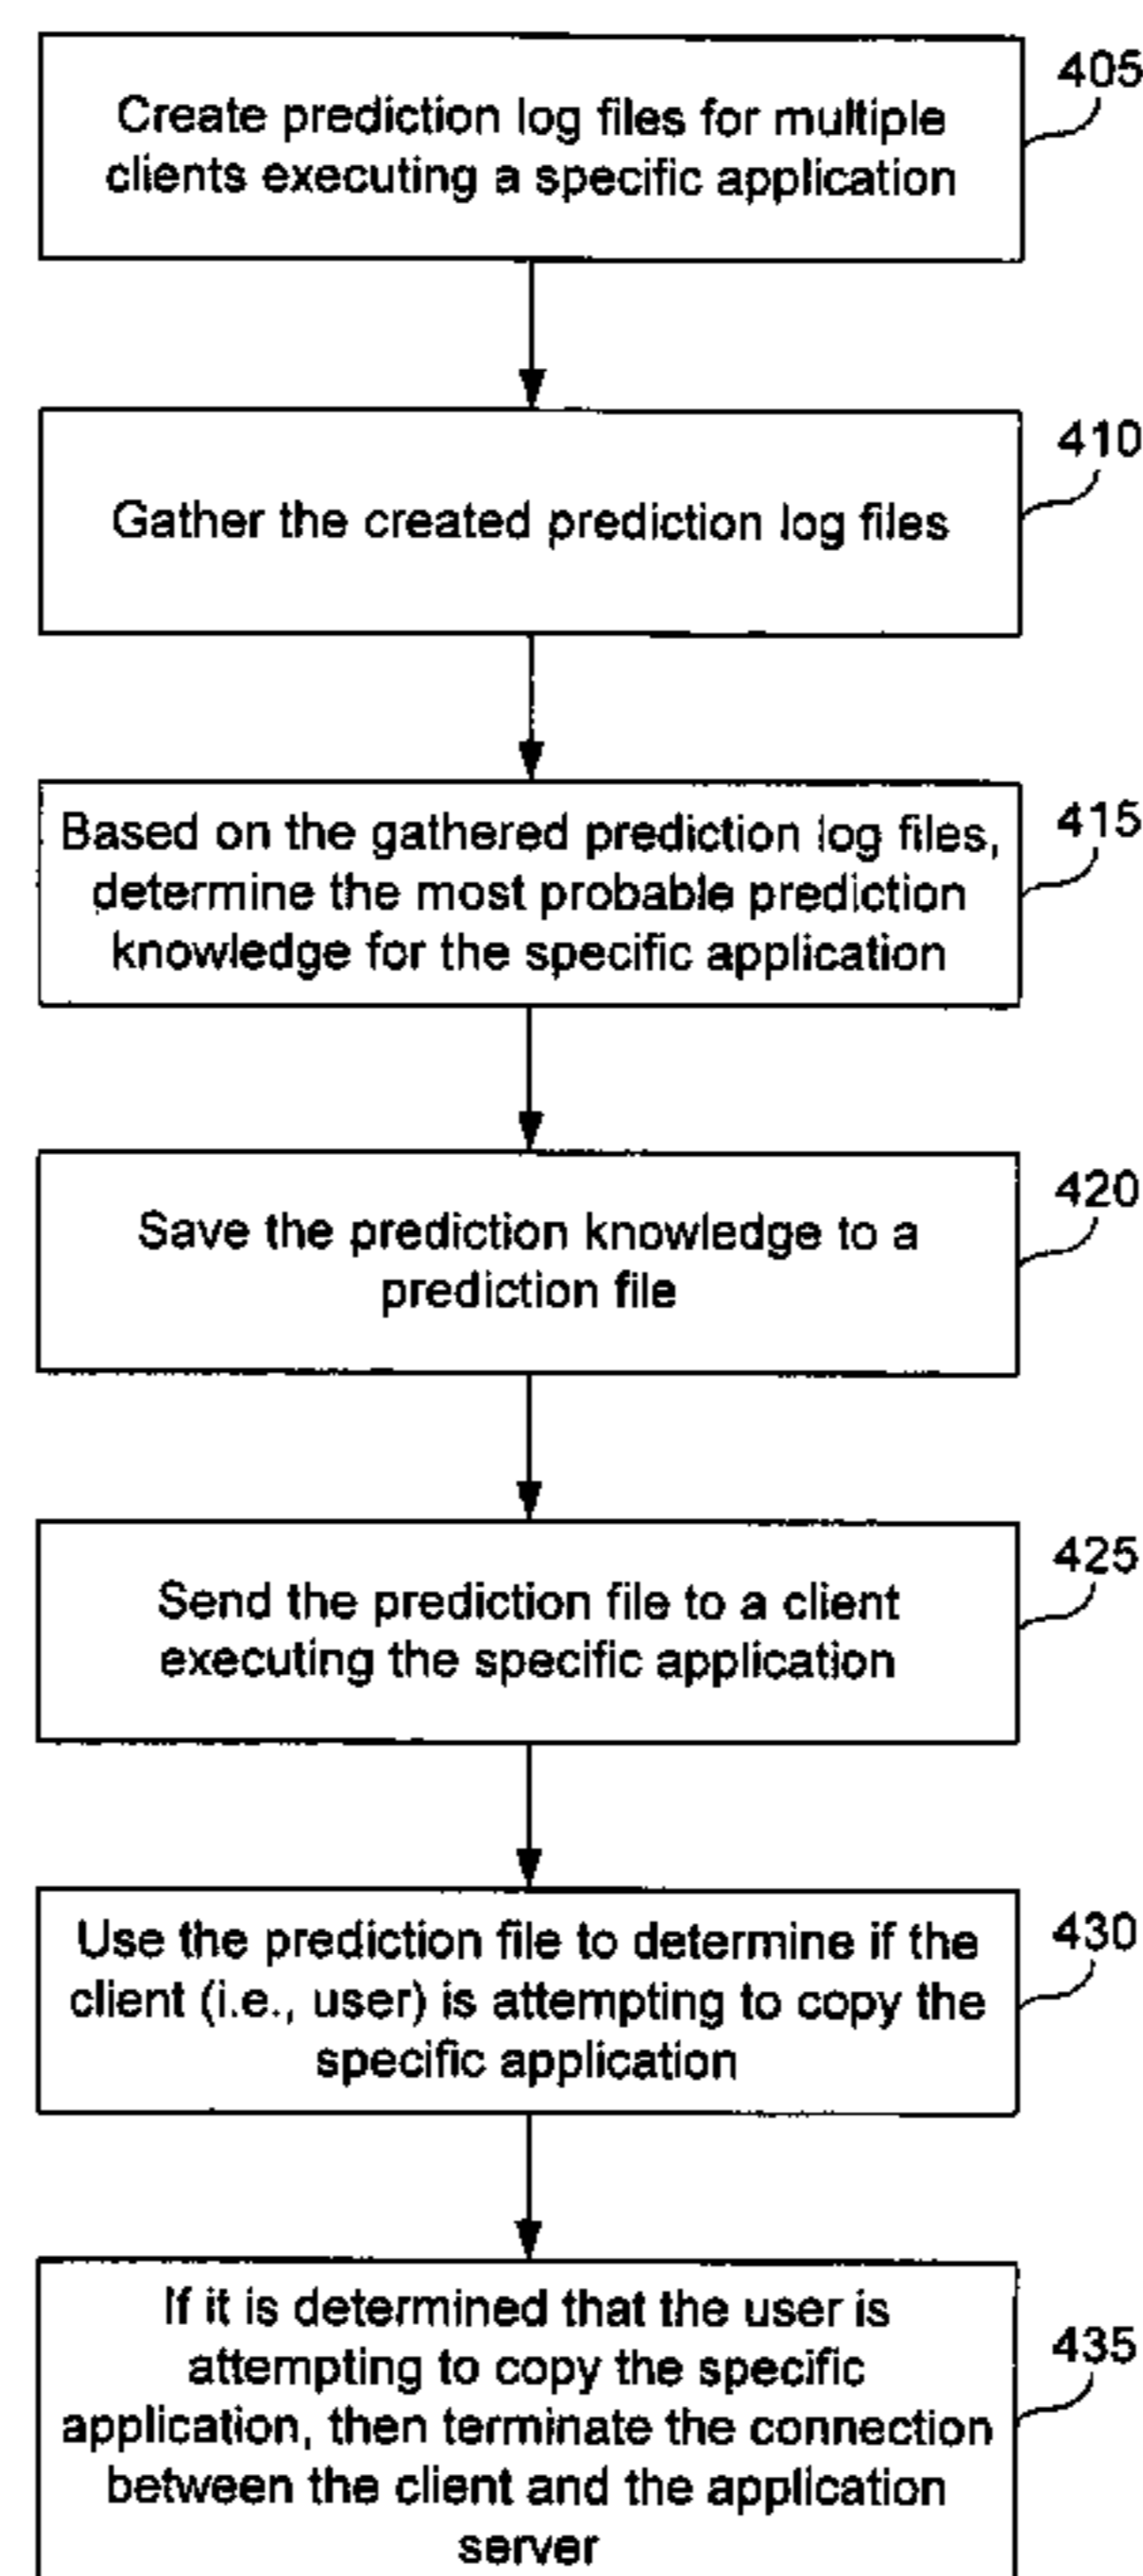 Create prediction log files for multiple
clients executing a specific application
405
Gather the created prediction log files
410
Based on the gathered prediction log files,
determine the most probable prediction
knowledge for the specific application
415
Save the prediction knowledge to a
prediction file
420
Send the prediction file to a client
executing the specific application
425
Use the prediction file to determine if the
client (i.e., user) is attempting to copy the
specific application
430
If it is determined that the user is
attempting to copy the specific
application, then terminate the connection
between the client and the application
server
435